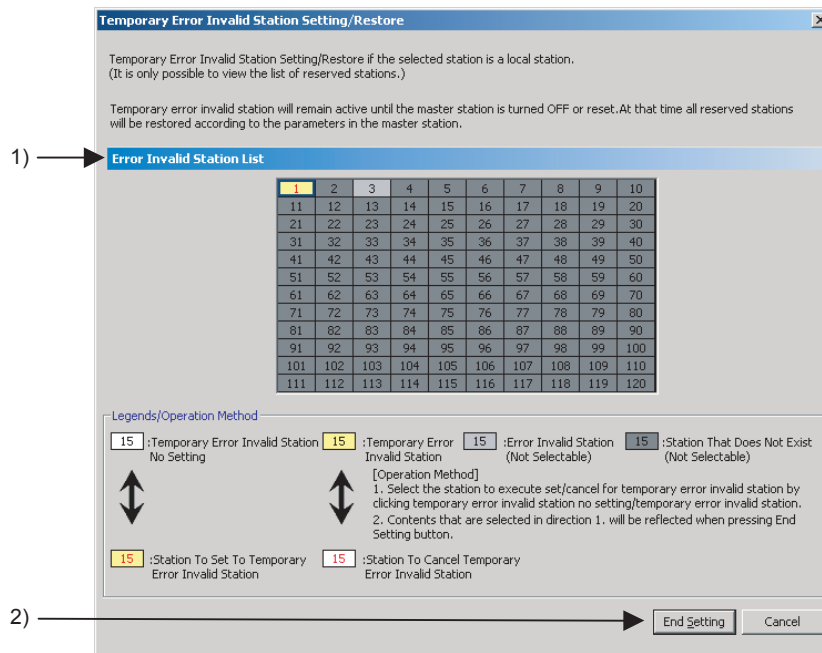 Temporary Error Invalid Station Setting/Restore
Temporary Error Invalid Station Setting/Restore if the selected station is a local station.
(It is only possible to view the list of reserved stations.)
Temporary error invalid station will remain active until the master station is turned OFF or reset.At that time all reserved stations
will be restored according to the parameters in the master station.
1)
Error Invalid Station List
1 2 3 4 5 6 7 8 9 10
11 12 13 14 15 16 17 18 19 20
21 22 23 24 25 26 27 28 29 30
31 32 33 34 35 36 37 38 39 40
41 42 43 44 45 46 47 48 49 50
51 52 53 54 55 56 57 58 59 60
61 62 63 64 65 66 67 68 69 70
71 72 73 74 75 76 77 78 79 80
81 82 83 84 85 86 87 88 89 90
91 92 93 94 95 96 97 98 99 100
101 102 103 104 105 106 107 108 109 110
111 112 113 114 115 116 117 118 119 120
Legends/Operation Method
15 :Temporary Error Invalid Station No Setting
15 :Temporary Error Invalid Station
15 :Error Invalid Station (Not Selectable)
15 :Station That Does Not Exist (Not Selectable)
[Operation Method]
1. Select the station to execute set/cancel for temporary error invalid station by
clicking temporary error invalid station no setting/temporary error invalid station.
2. Contents that are selected in direction 1. will be reflected when pressing End
Setting button.
15 :Station To Set To Temporary Error Invalid Station
15 :Station To Cancel Temporary Error Invalid Station
2)
End Setting
Cancel